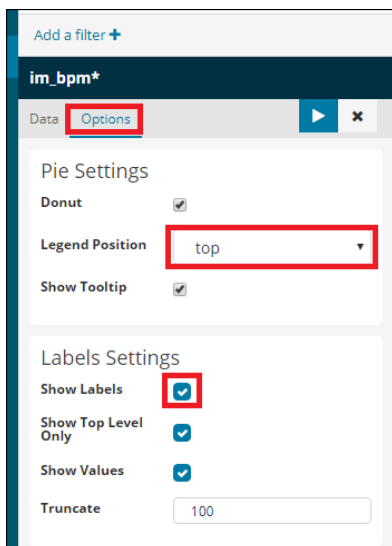 Add a filter +
im_bpm*
Data Options
Pie Settings
Donut
Legend Position top
Show Tooltip
Labels Settings
Show Labels
Show Top Level
Only
Show Values
Truncate 100